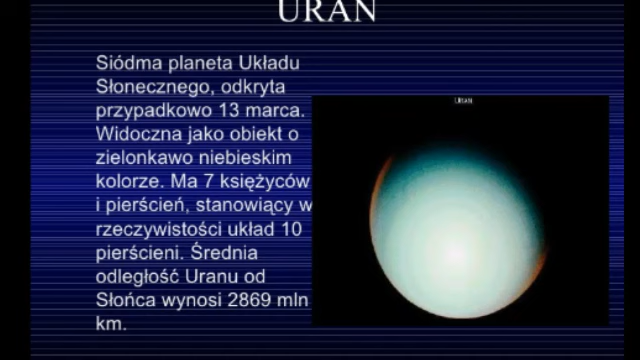 URAN
Siódma planeta Układu
Słonecznego, odkryta
przypadkowo 13 marca.
Widoczna jako obiekt o
zielonkawo niebieskim
kolorze. Ma 7 księżyców
i pierścień, stanowiący w
rzeczywistości układ 10
pierścieni. Średnia
odległość Uranu od
Słońca wynosi 2869 mln
km.
URAN